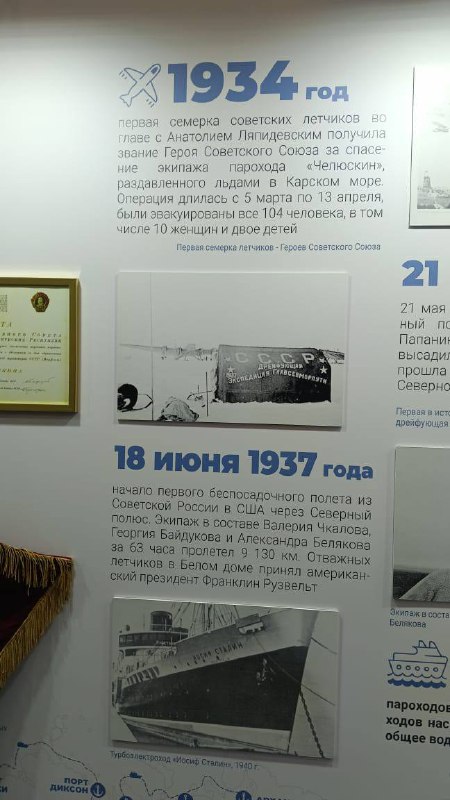 1934 год
первая семерка советских летчиков во
главе с Анатолием Ляпидевским получила
звание Героя Советского Союза за спасе-
ние экипажа парохода «Челюскин»,
раздавленного льдами в Карском море.
Операция длилась с 5 марта по 13 апреля,
были эвакуированы все 104 человека, в том
числе 10 женщин и двое детей
Первая семерка летчиков - Героев Советского Союза
СССР
ДРЕЙФУЮЩАЯ
ЭКСПЕДИЦИЯ ГЛАВСЕВМОРПУТИ
18 июня 1937 года
начало первого беспосадочного полета из
Советской России в США через Северный
полюс. Экипаж в составе Валерия Чкалова,
Георгия Байдукова и Александра Белякова
за 63 часа пролетел 9 130 км. Отважных
летчиков в Белом доме принял американ-
ский президент Франклин Рузвельт
ИОСИФ СТАЛИН
Турбоэлектроход «Иосиф Сталин», 1940 г.
ПОРТ
ДИКСОН
21
21 мая
ный по
Папанин
высадил
прошла
Северно
Первая в исто
дрейфующая
Экипаж в соста
Белякова
пароходов
ходов нас
общее вод